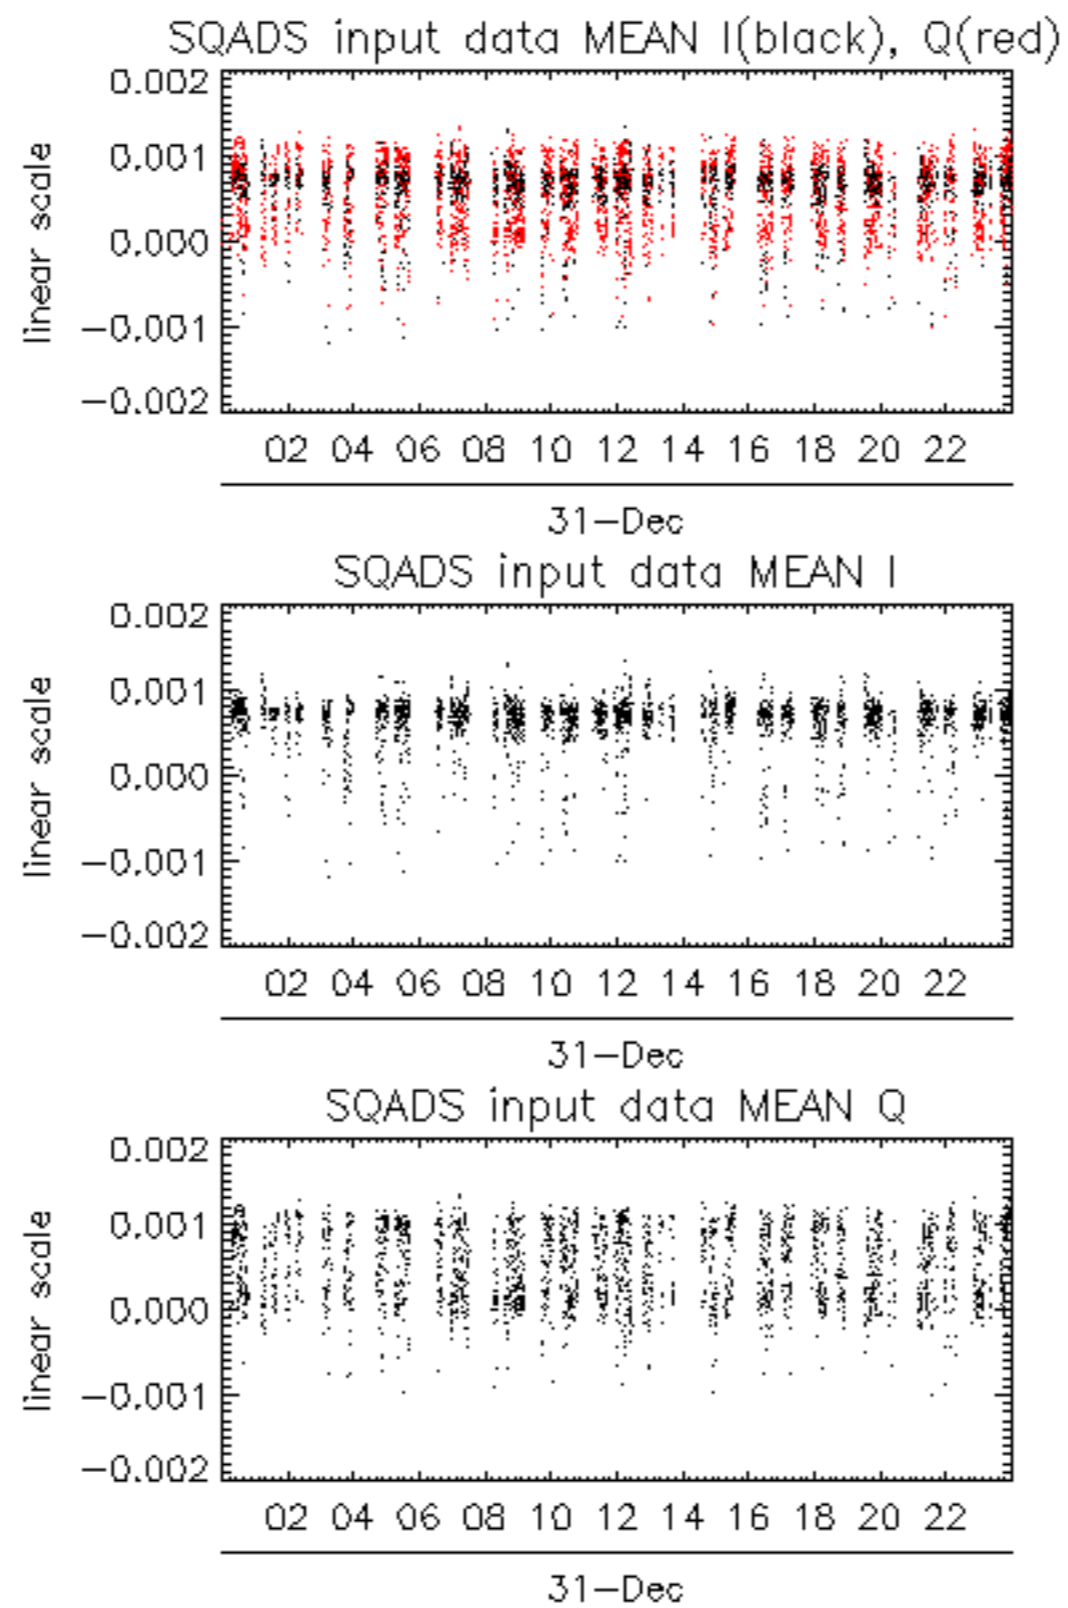 SQADS input data MEAN I(black), Q(red)
0.002
0.001
0.000
−0.001
−0.002
linear scale
02 04 06 08 10 12 14 16 18 20 22
31−Dec
SQADS input data MEAN I
0.002
0.001
0.000
−0.001
−0.002
linear scale
02 04 06 08 10 12 14 16 18 20 22
31−Dec
SQADS input data MEAN Q
0.002
0.001
0.000
−0.001
−0.002
linear scale
02 04 06 08 10 12 14 16 18 20 22
31−Dec